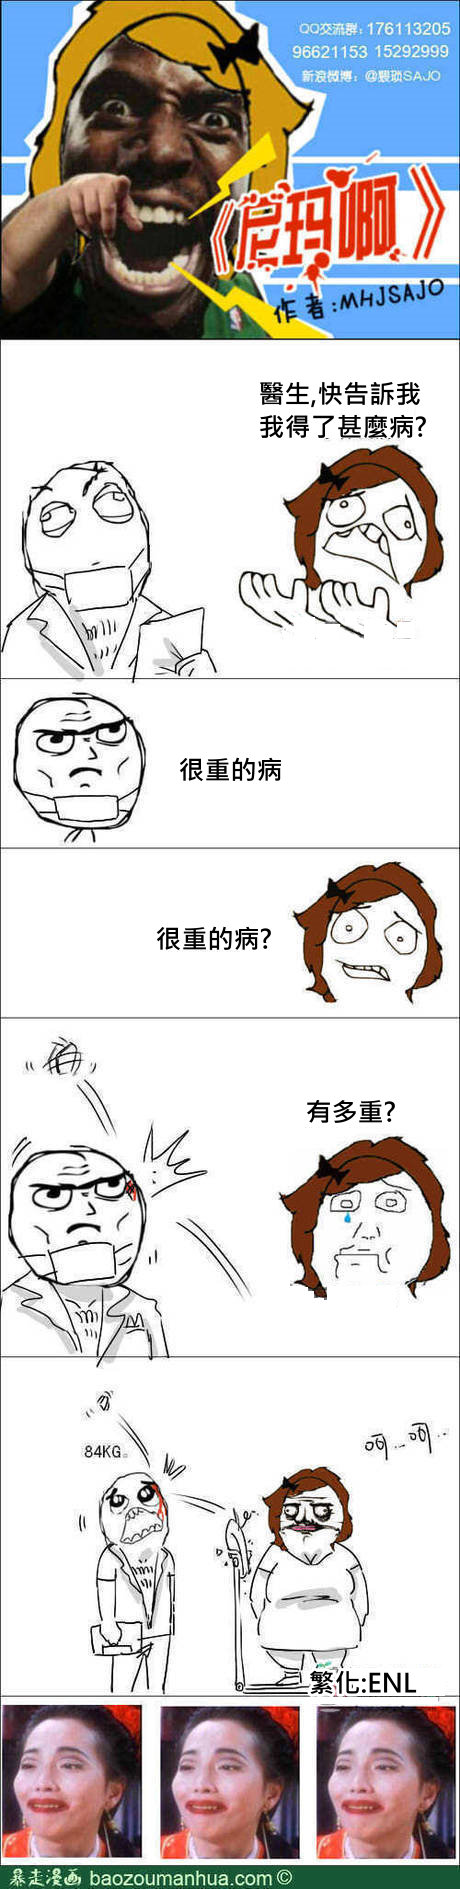 QQ交流群：176113205
96621153 15292999
新浪微博：@猥琐SAJO
《尼玛啊》
作者:MHJSAJO
醫生,快告訴我
我得了甚麼病?
很重的病
很重的病?
有多重?
84KG。
呵...呵...
繁化:ENL
暴走漫画 baozoumanhua.com ©